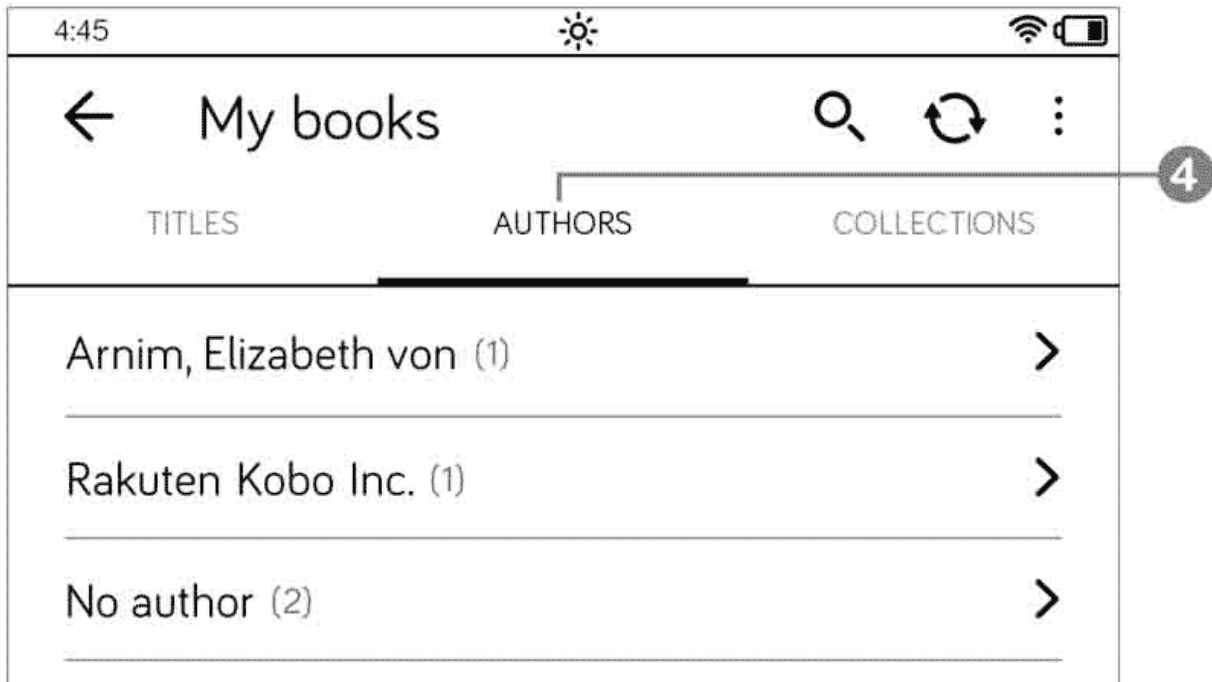 4:45
My books
4
TITLES AUTHORS COLLECTIONS
Arnim, Elizabeth von (1)
Rakuten Kobo Inc. (1)
No author (2)